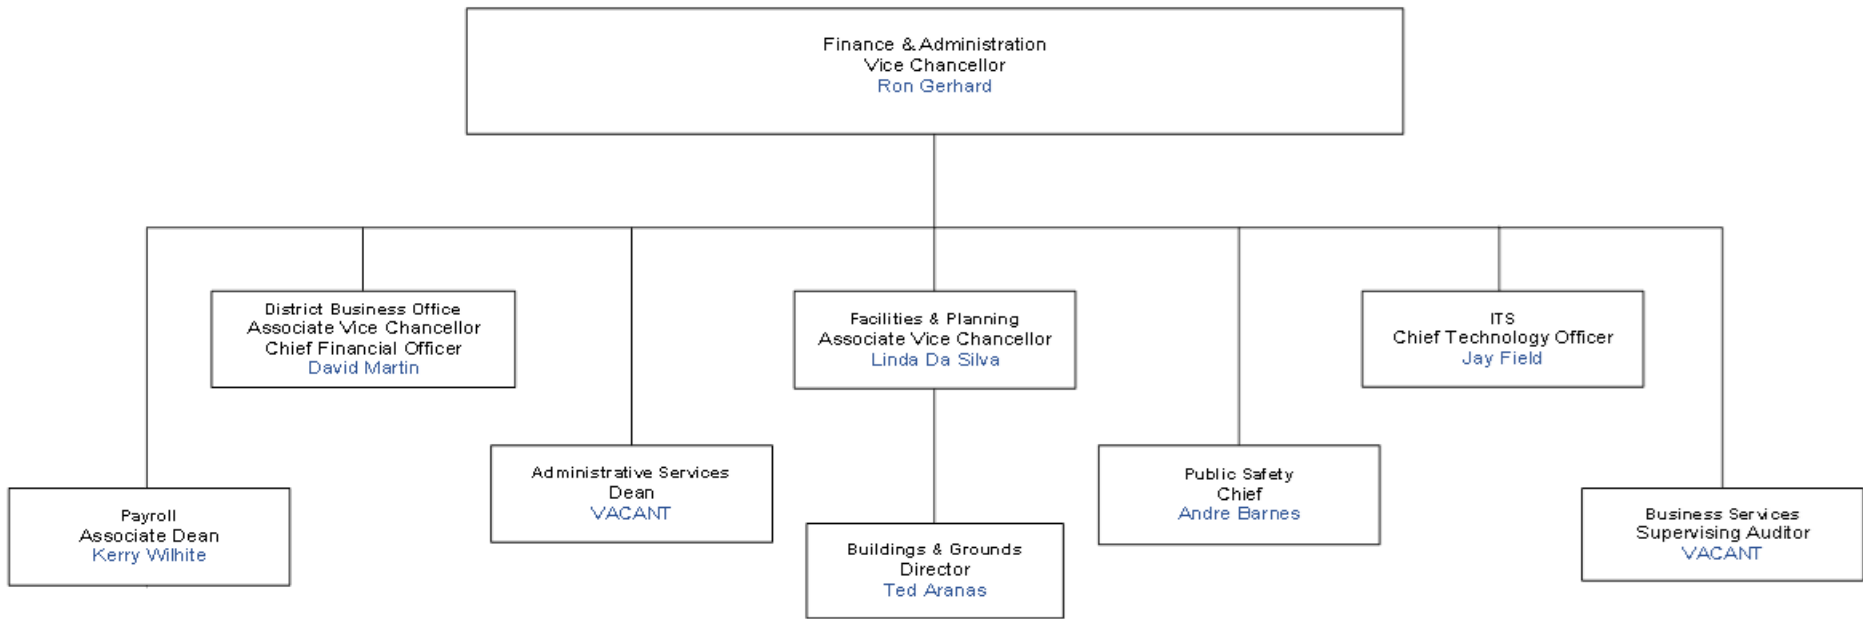 Finance & Administration
Vice Chancellor
Ron Gerhard
District Business Office
Associate Vice Chancellor
Chief Financial Officer
David Martin
Facilities & Planning
Associate Vice Chancellor
Linda Da Silva
ITS
Chief Technology Officer
Jay Field
Administrative Services
Dean
VACANT
Public Safety
Chief
Andre Barnes
Payroll
Associate Dean
Kerry Wilhite
Business Services
Supervising Auditor
VACANT
Buildings & Grounds
Director
Ted Aranas